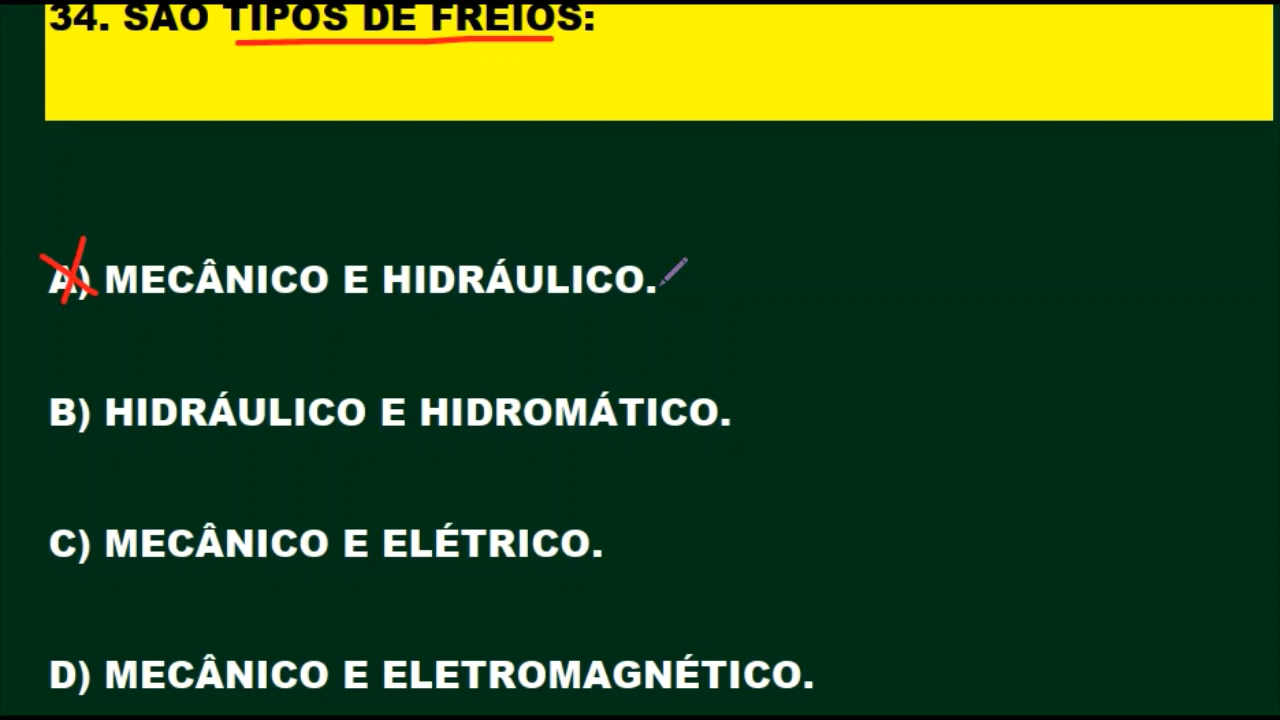 34. SÃO TIPOS DE FREIOS:
A) MECÂNICO E HIDRÁULICO.
B) HIDRÁULICO E HIDROMÁTICO.
C) MECÂNICO E ELÉTRICO.
D) MECÂNICO E ELETROMAGNÉTICO.